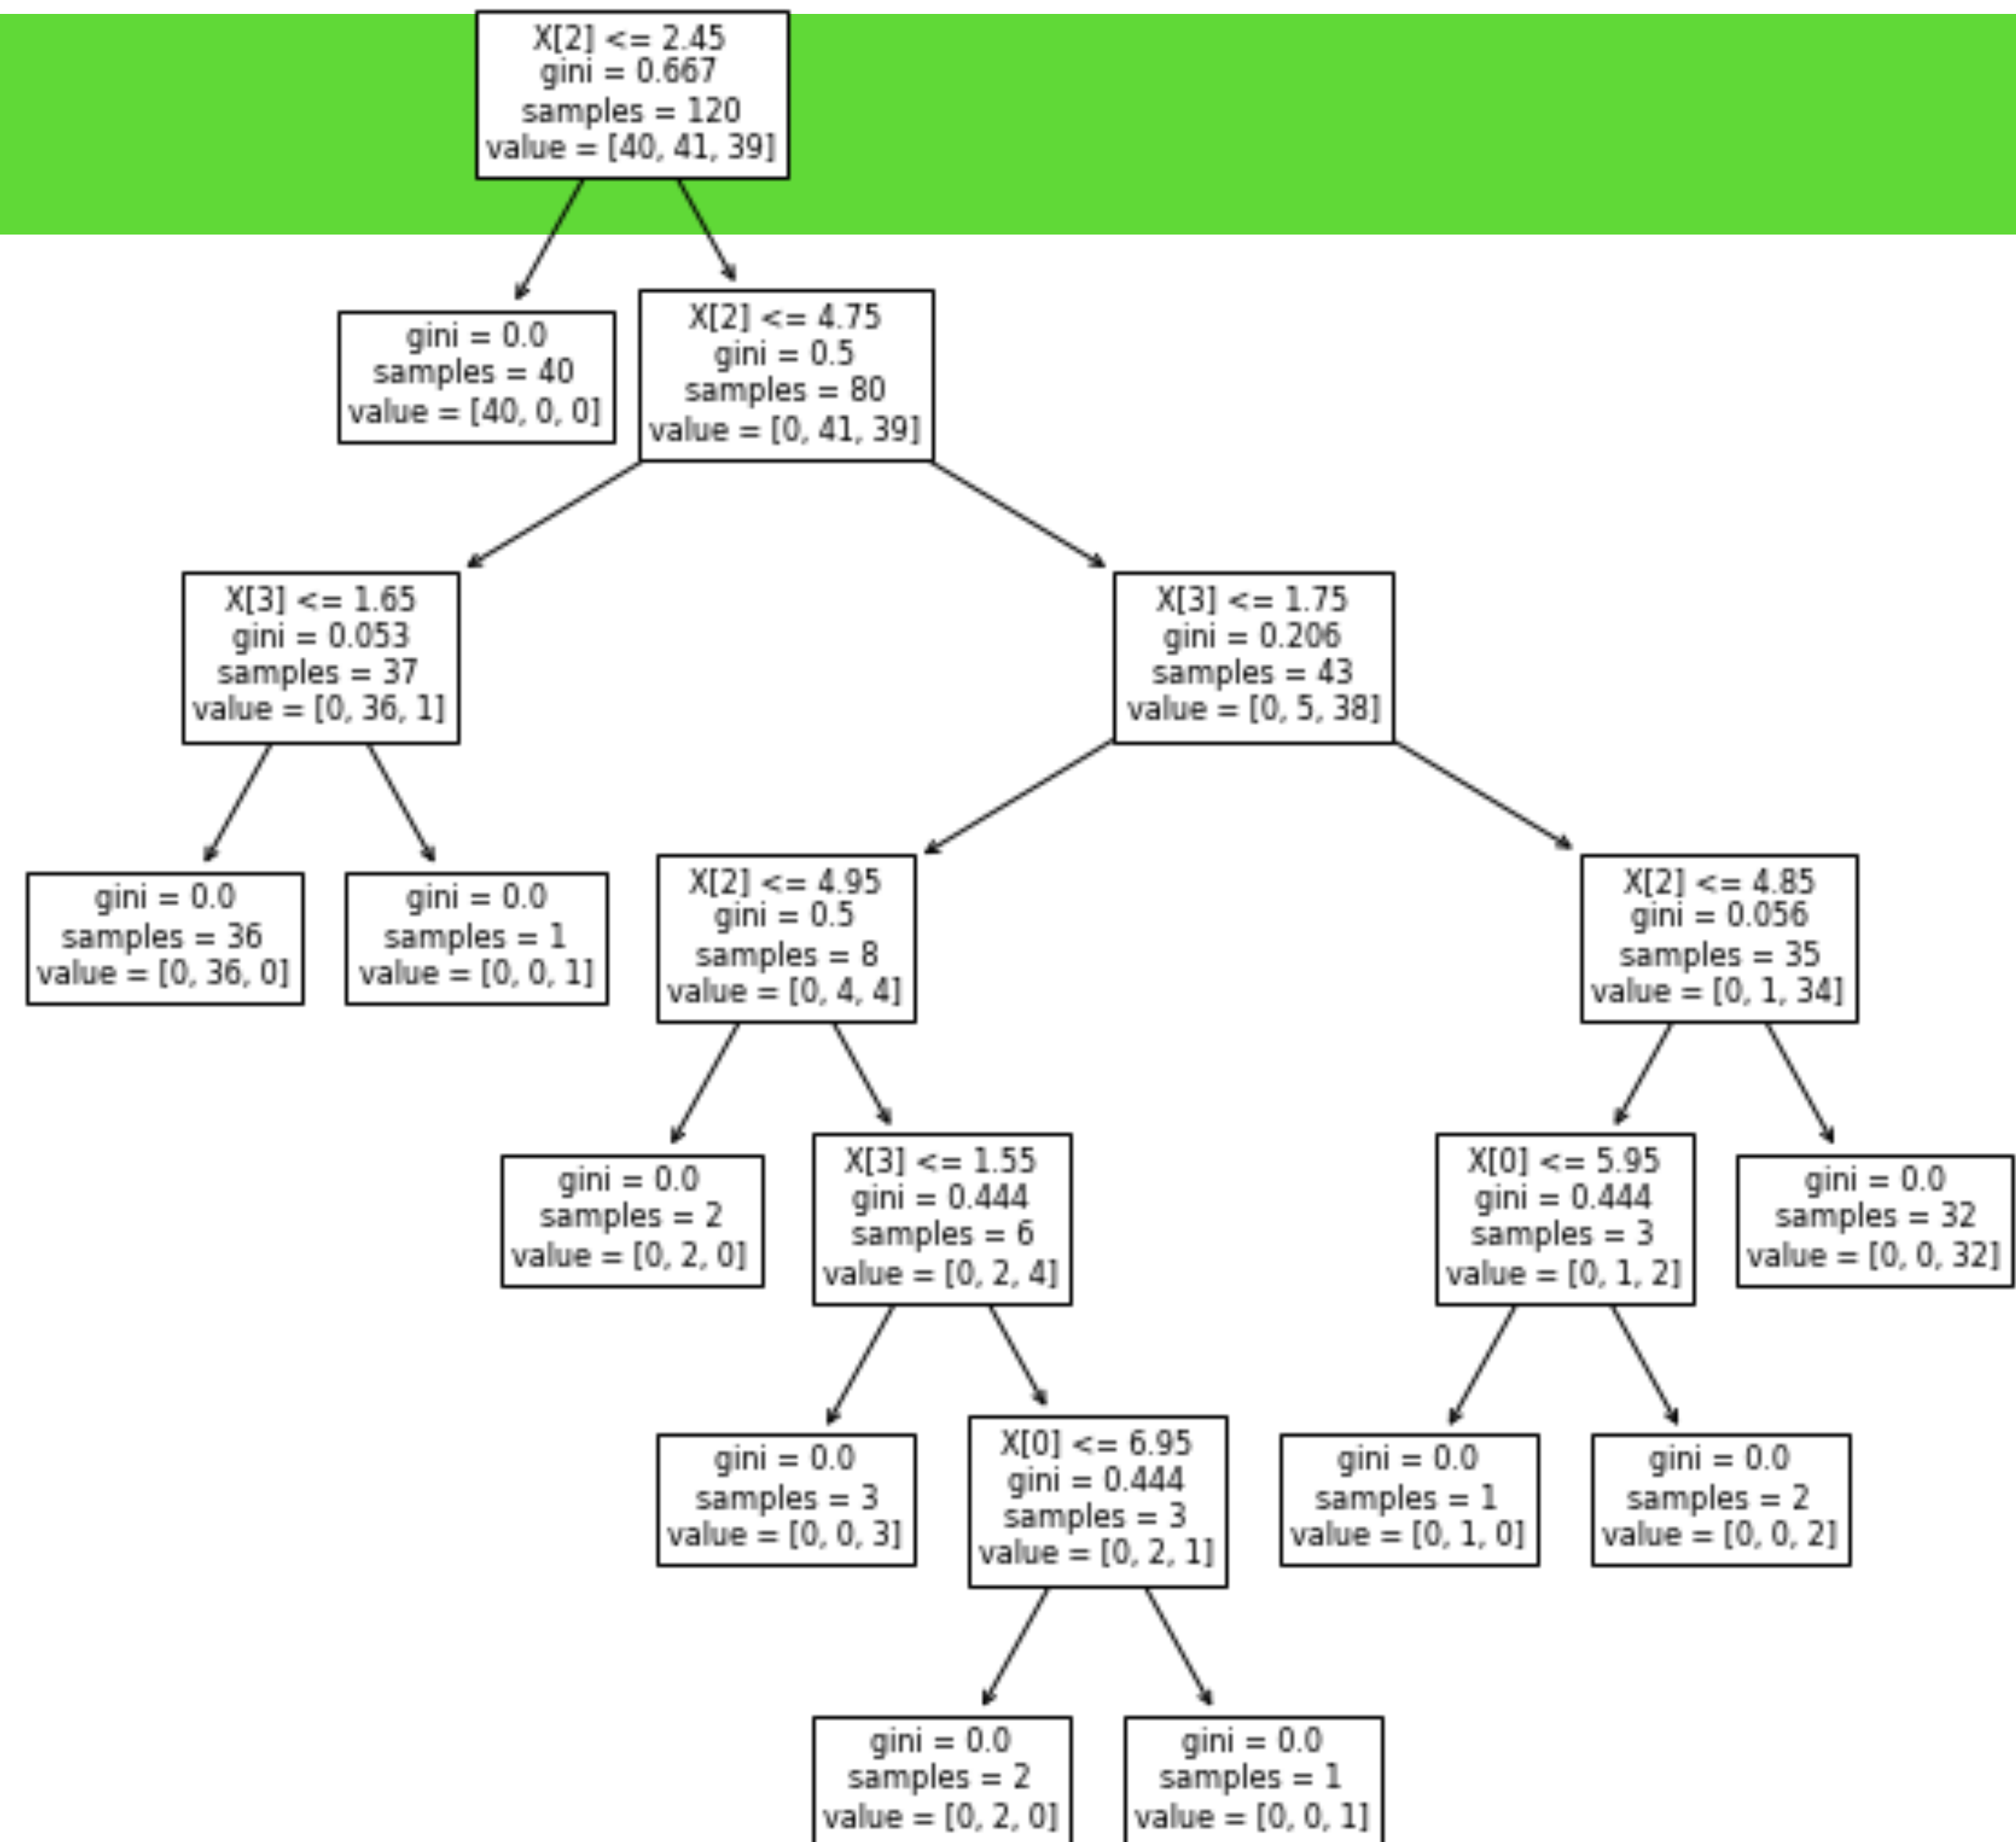 X[2] <= 2.45
gini = 0.667
samples = 120
value = [40, 41, 39]
gini = 0.0
samples = 40
value = [40, 0, 0]
X[2] <= 4.75
gini = 0.5
samples = 80
value = [0, 41, 39]
X[3] <= 1.65
gini = 0.053
samples = 37
value = [0, 36, 1]
X[3] <= 1.75
gini = 0.206
samples = 43
value = [0, 5, 38]
gini = 0.0
samples = 36
value = [0, 36, 0]
gini = 0.0
samples = 1
value = [0, 0, 1]
X[2] <= 4.95
gini = 0.5
samples = 8
value = [0, 4, 4]
X[2] <= 4.85
gini = 0.056
samples = 35
value = [0, 1, 34]
gini = 0.0
samples = 2
value = [0, 2, 0]
X[3] <= 1.55
gini = 0.444
samples = 6
value = [0, 2, 4]
X[0] <= 5.95
gini = 0.444
samples = 3
value = [0, 1, 2]
gini = 0.0
samples = 32
value = [0, 0, 32]
gini = 0.0
samples = 3
value = [0, 0, 3]
X[0] <= 6.95
gini = 0.444
samples = 3
value = [0, 2, 1]
gini = 0.0
samples = 1
value = [0, 1, 0]
gini = 0.0
samples = 2
value = [0, 0, 2]
gini = 0.0
samples = 2
value = [0, 2, 0]
gini = 0.0
samples = 1
value = [0, 0, 1]